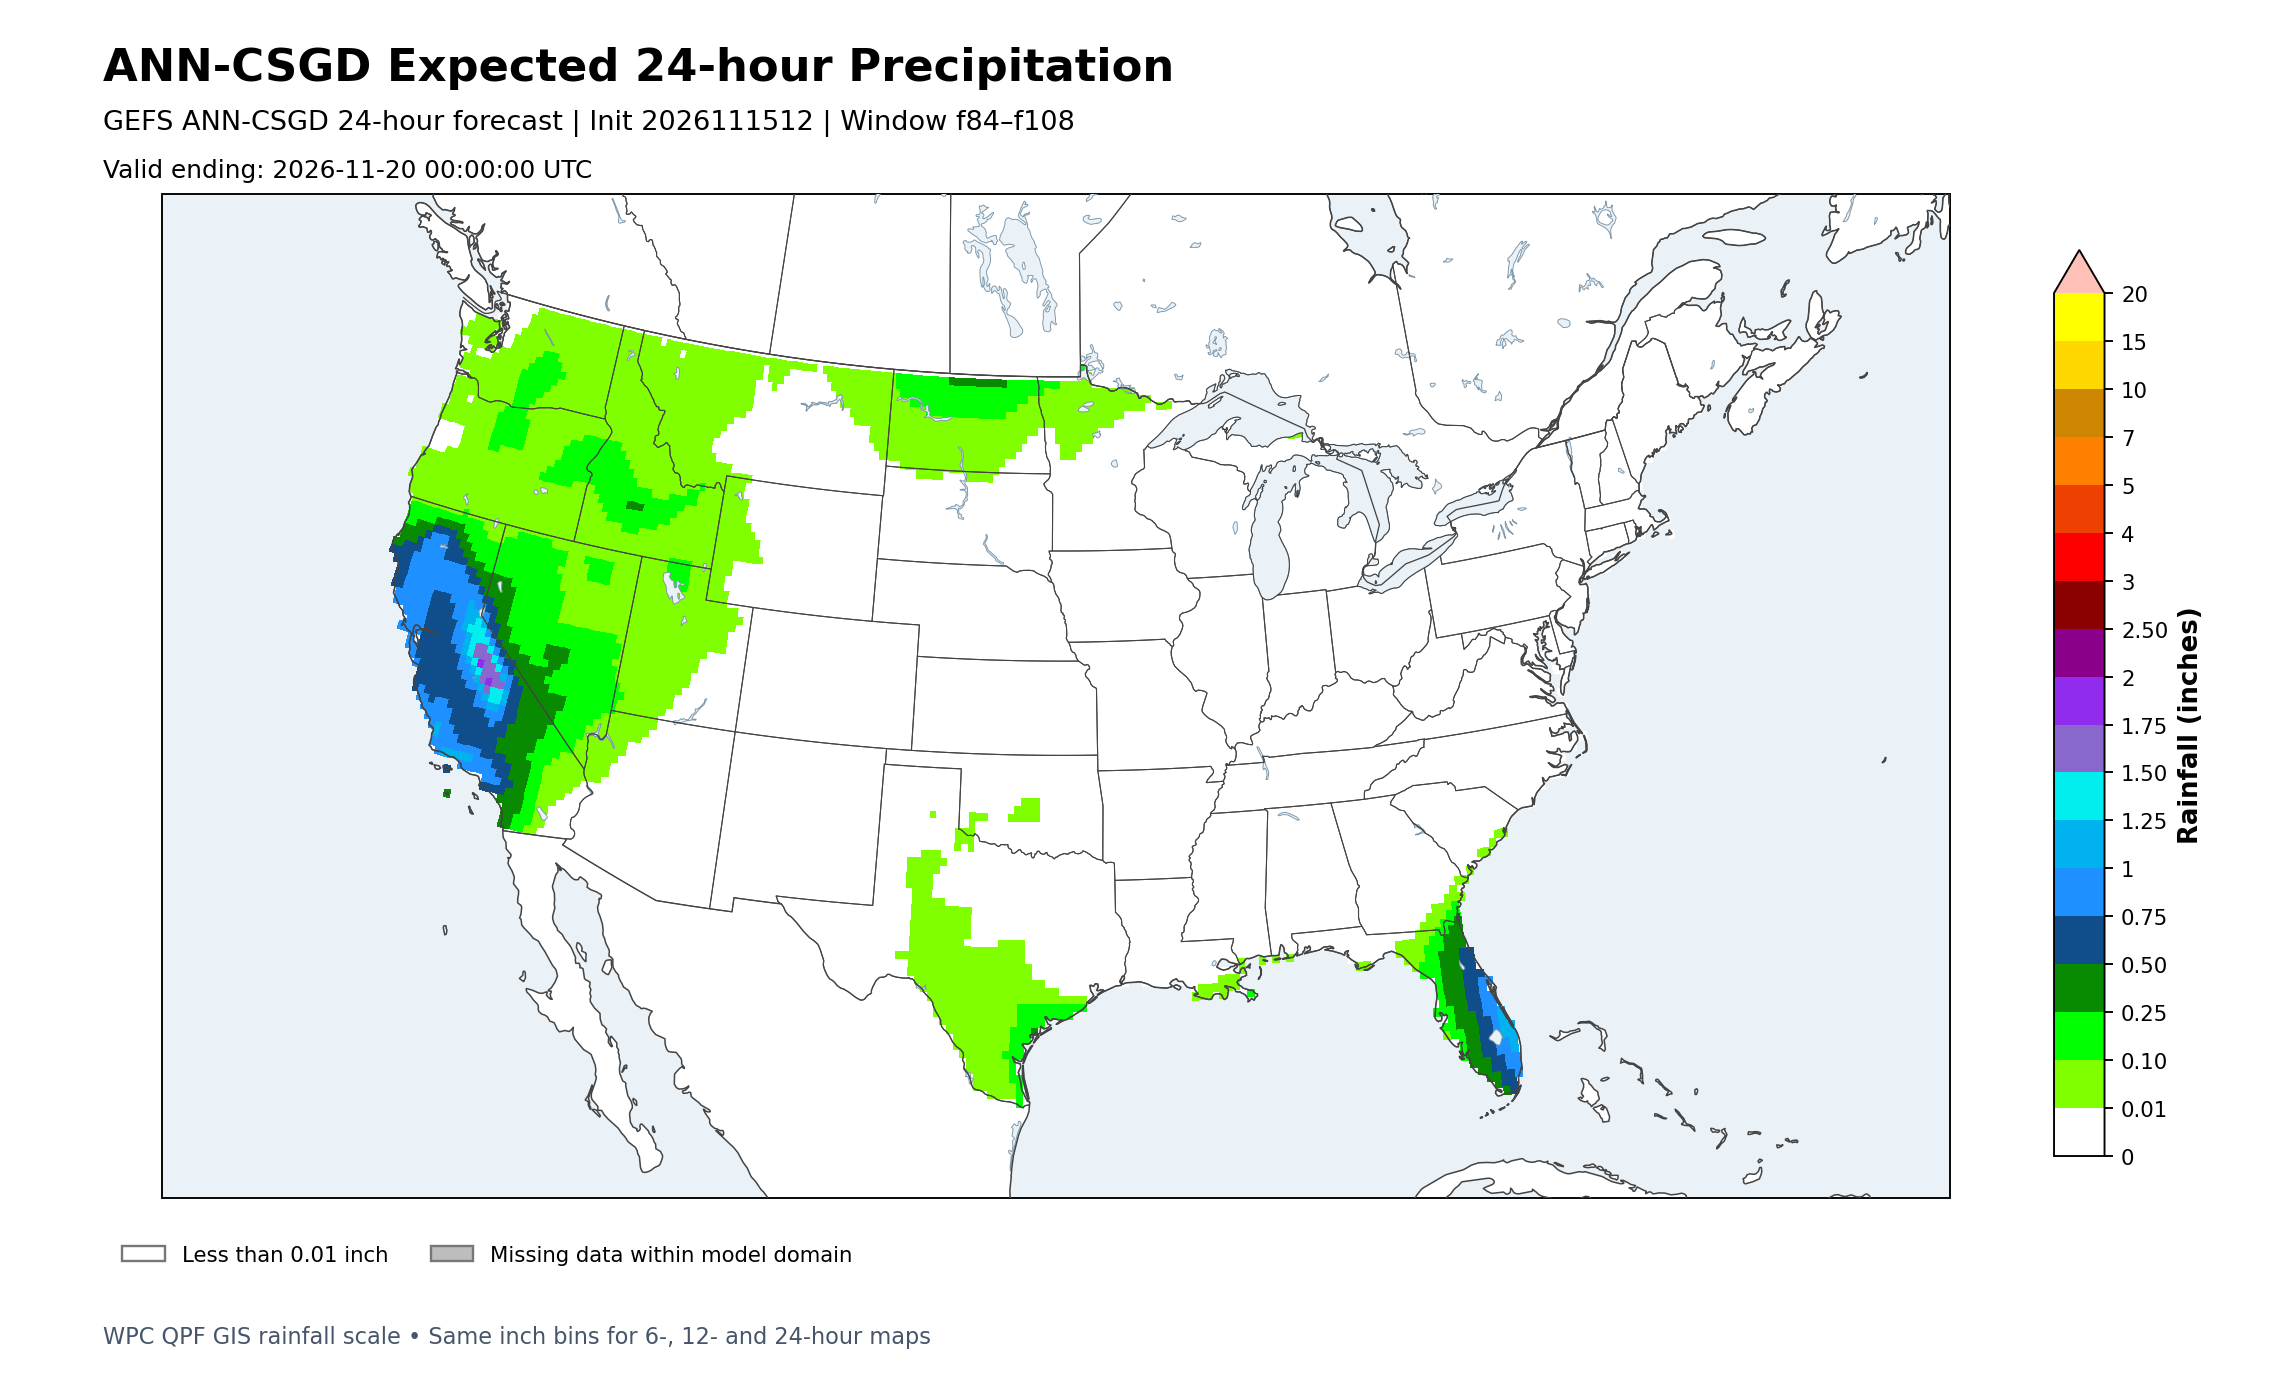 ANN-CSGD Expected 24-hour Precipitation
GEFS ANN-CSGD 24-hour forecast | Init 2026111512 | Window f84–f108
Valid ending: 2026-11-20 00:00:00 UTC
20
15
10
7
5
4
3
2.50
2
1.75
1.50
1.25
1
0.75
0.50
0.25
0.10
0.01
0
Rainfall (inches)
Less than 0.01 inch
Missing data within model domain
WPC QPF GIS rainfall scale • Same inch bins for 6-, 12- and 24-hour maps